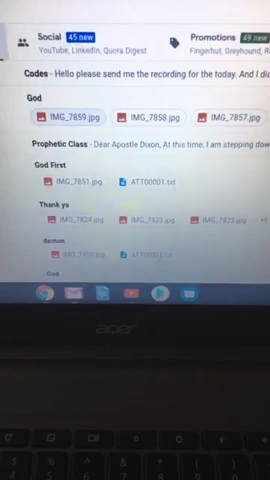 Social 45 new
YouTube, LinkedIn, Quora Digest
Promotions 49 new
Fingerhut, Greyhound,
Codes - Hello please send me the recording for the today. And I
God
IMG_7859.jpg IMG_7858.jpg IMG_7857.jpg
Prophetic Class - Dear Apostle Dixon, At this time, I am stepping dow
God First
IMG_7851.jpg ATT00001.txt
Thank ya
IMG_7824.jpg IMG_7823.jpg IMG_7822.jpg
demon
ATT00001.txt
God
acer
$ % ^ & * ( )